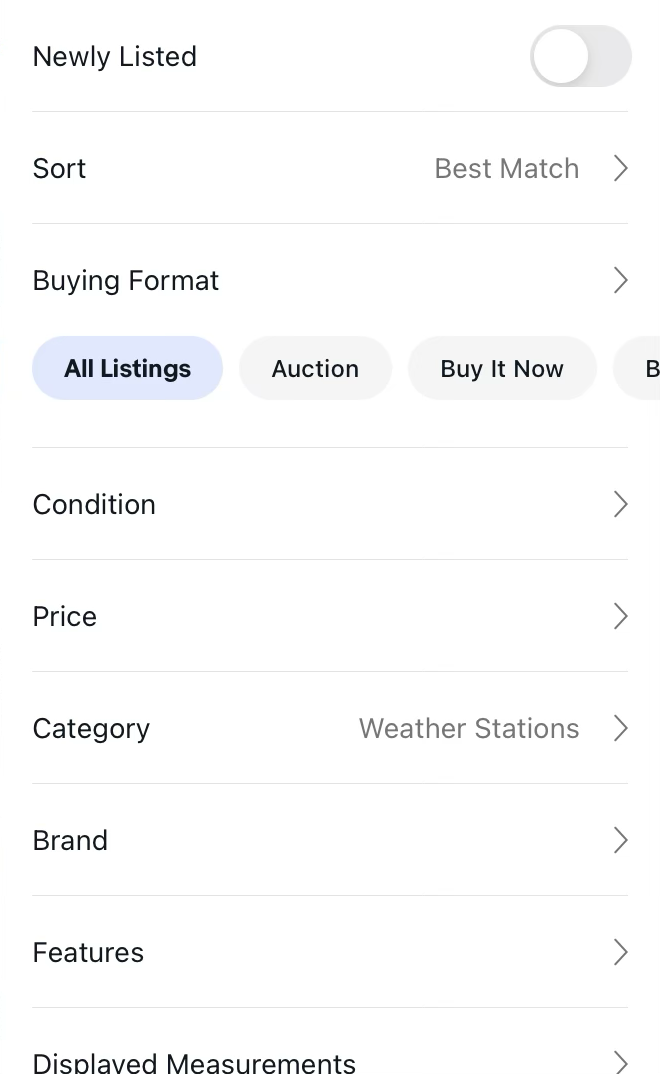 Newly Listed
Sort Best Match
Buying Format
All Listings Auction Buy It Now B
Condition
Price
Category Weather Stations
Brand
Features
Displayed Measurements